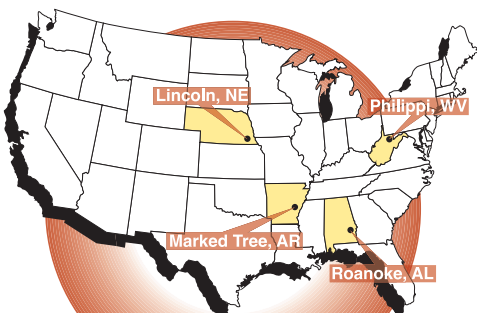 Lincoln, NE
Philippi, WV
Marked Tree, AR
Roanoke, AL